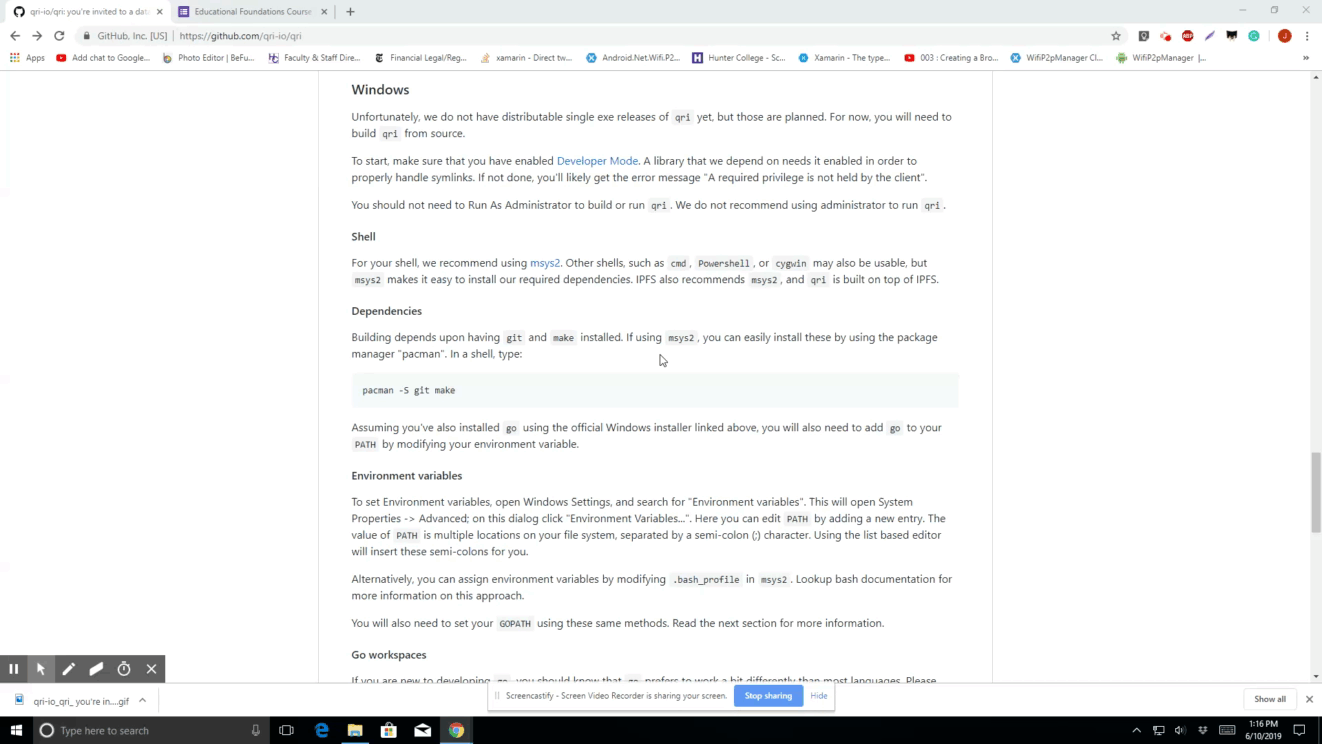 qri-io/qri: you're invited to a dat
Educational Foundations Course
GitHub, Inc. [US] | https://github.com/qri-io/qri
Apps
Add chat to Google...
Photo Editor | BeFu...
Faculty & Staff Dire...
Financial Legal/Reg...
xamarin - Direct tw...
Android.Net.Wifi.P2...
Hunter College - Sc...
Xamarin - The type...
003 : Creating a Bro...
WifiP2pManager Cl...
WifiP2pManager |...
Windows
Unfortunately, we do not have distributable single exe releases of qri yet, but those are planned. For now, you will need to
build qri from source.
To start, make sure that you have enabled Developer Mode. A library that we depend on needs it enabled in order to
properly handle symlinks. If not done, you'll likely get the error message "A required privilege is not held by the client".
You should not need to Run As Administrator to build or run qri. We do not recommend using administrator to run qri.
Shell
For your shell, we recommend using msys2. Other shells, such as cmd, Powershell, or cygwin may also be usable, but
msys2 makes it easy to install our required dependencies. IPFS also recommends msys2, and qri is built on top of IPFS.
Dependencies
Building depends upon having git and make installed. If using msys2, you can easily install these by using the package
manager "pacman". In a shell, type:
pacman -S git make
Assuming you've also installed go using the official Windows installer linked above, you will also need to add go to your
PATH by modifying your environment variable.
Environment variables
To set Environment variables, open Windows Settings, and search for "Environment variables". This will open System
Properties -> Advanced; on this dialog click "Environment Variables...". Here you can edit PATH by adding a new entry. The
value of PATH is multiple locations on your file system, separated by a semi-colon (;) character. Using the list based editor
will insert these semi-colons for you.
Alternatively, you can assign environment variables by modifying .bash_profile in msys2. Lookup bash documentation for
more information on this approach.
You will also need to set your GOPATH using these same methods. Read the next section for more information.
Go workspaces
If you are new to developing go, you should know that go prefers to work a bit differently than most languages. Please
Screencastify - Screen Video Recorder is sharing your screen.
Stop sharing
Hide
qri-io_qri_ you're in....gif
Show all
Type here to search
1:16 PM
6/10/2019